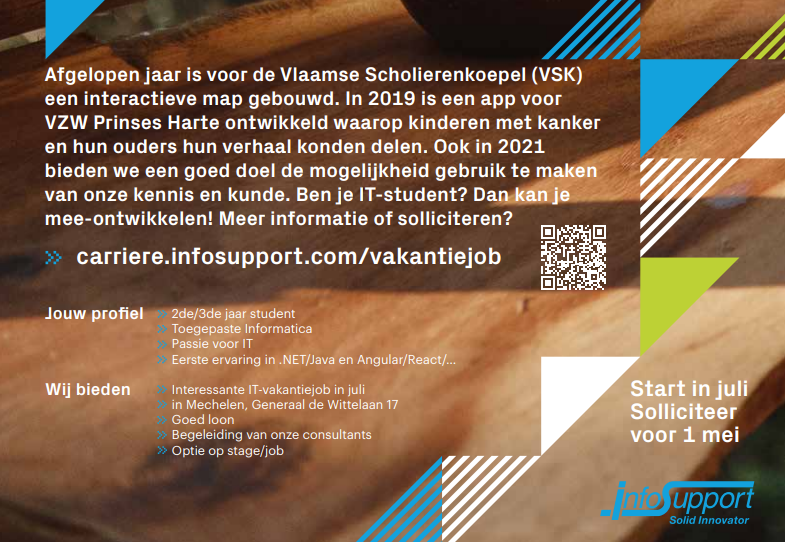 Afgelopen jaar is voor de Vlaamse Scholierenkoepel (VSK)
een interactieve map gebouwd. In 2019 is een app voor
VZW Prinses Harte ontwikkeld waarop kinderen met kanker
en hun ouders hun verhaal konden delen. Ook in 2021
bieden we een goed doel de mogelijkheid gebruik te maken
van onze kennis en kunde. Ben je IT-student? Dan kan je
mee-ontwikkelen! Meer informatie of solliciteren?
carriere.infosupport.com/vakantiejob
Jouw profiel
2de/3de jaar student
Toegepaste Informatica
Passie voor IT
Eerste ervaring in .NET/Java en Angular/React/...
Wij bieden
Interessante IT-vakantiejob in juli
in Mechelen, Generaal de Wittelaan 17
Goed loon
Begeleiding van onze consultants
Optie op stage/job
Start in juli
Solliciteer
voor 1 mei
infoSupport
Solid Innovator